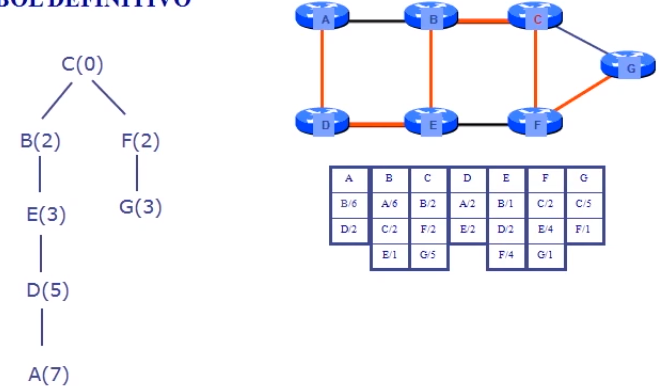 BOL DEFINITIVO
A B C
G
D E F
C(0)
B(2) F(2)
E(3) G(3)
D(5)
A(7)
A B C D E F G
B/6 A/6 B/2 A/2 B/1 C/2 C/5
D/2 C/2 F/2 E/2 D/2 E/4 F/1
E/1 G/5 F/4 G/1